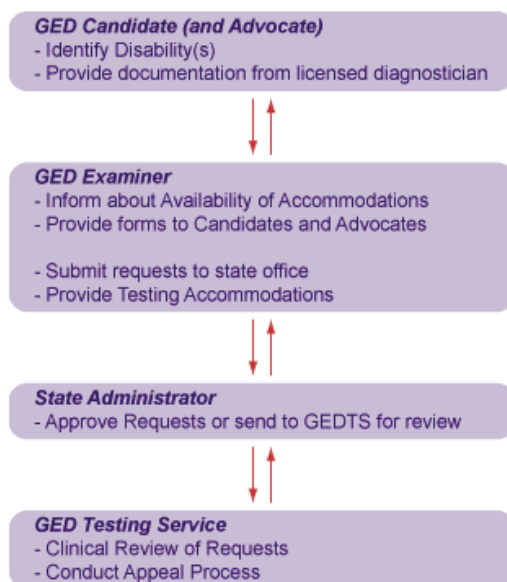 GED Candidate (and Advocate)
- Identify Disability(s)
- Provide documentation from licensed diagnostician
GED Examiner
- Inform about Availability of Accommodations
- Provide forms to Candidates and Advocates
- Submit requests to state office
- Provide Testing Accommodations
State Administrator
- Approve Requests or send to GEDTS for review
GED Testing Service
- Clinical Review of Requests
- Conduct Appeal Process